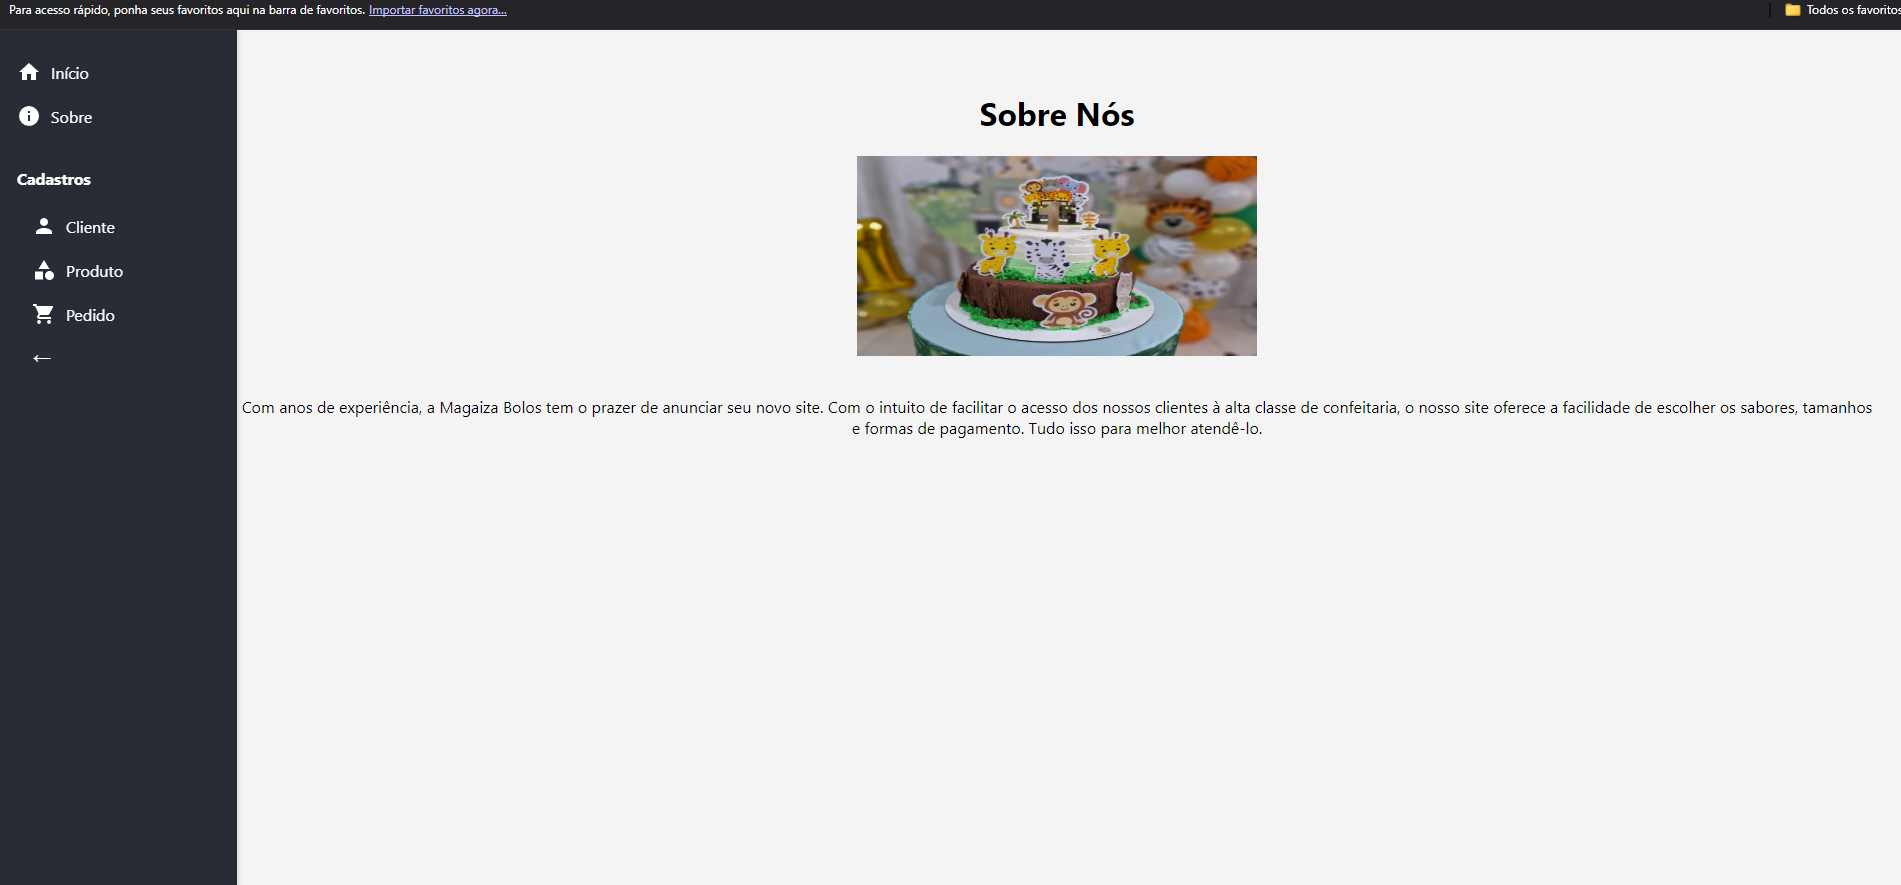 Para acesso rápido, ponha seus favoritos aqui na barra de favoritos. Importar favoritos agora...
Todos os favoritos
Início
Sobre
Cadastros
Cliente
Produto
Pedido
←
Sobre Nós
1
Com anos de experiência, a Magaiza Bolos tem o prazer de anunciar seu novo site. Com o intuito de facilitar o acesso dos nossos clientes à alta classe de confeitaria, o nosso site oferece a facilidade de escolher os sabores, tamanhos
e formas de pagamento. Tudo isso para melhor atendê-lo.